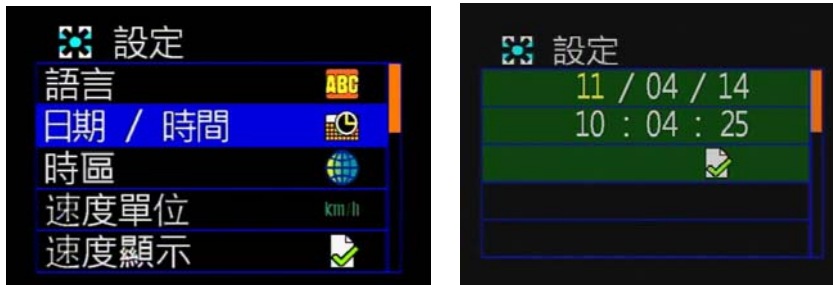 設定
語言 ABC
日期 / 時間
時區
速度單位 km/h
速度顯示
設定
11 / 04 / 14
10 : 04 : 25